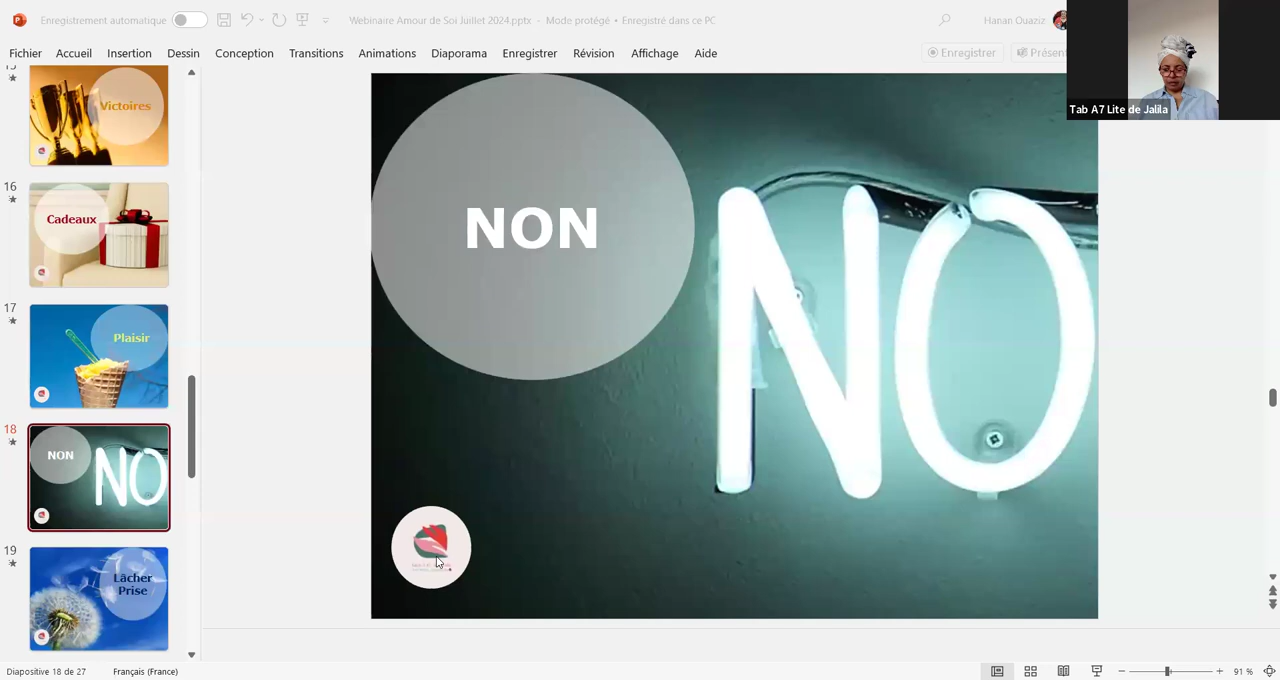 Enregistrement automatique
Webinaire Amour de Soi Juillet 2024.pptx - Mode protégé • Enregistré dans ce PC
Hanan Ouaziz
Fichier Accueil Insertion Dessin Conception Transitions Animations Diaporama Enregistrer Révision Affichage Aide
Enregistrer
Présen
Tab A7 Lite de Jalila
15
Victoires
16
Cadeaux
17
Plaisir
18
NON
NO
19
Lâcher
Prise
NON
NO
Diapositive 18 de 27
Français (France)
91 %